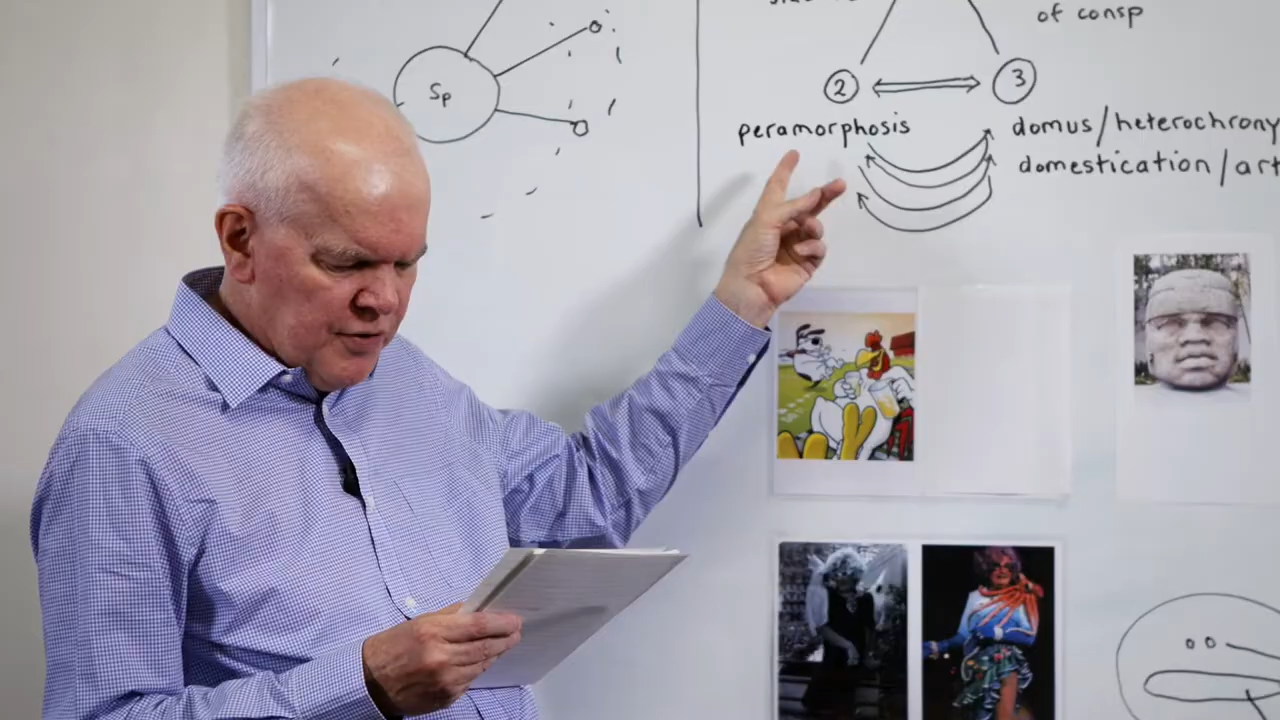 of consp
Sp
2
3
peramorphosis
domus/heterochrony
domestication/art